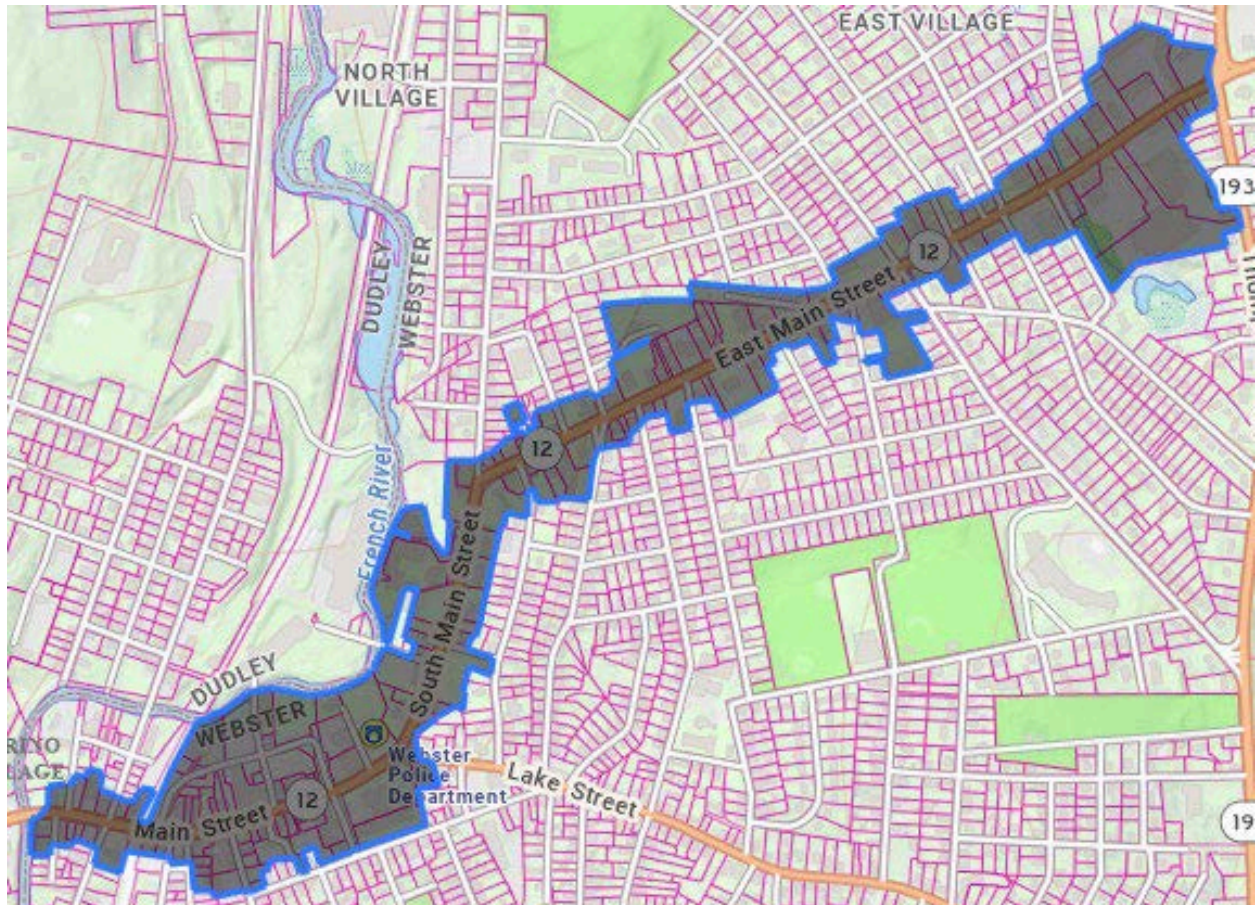 EAST VILLAGE
NORTH
VILLAGE
193
12
DUDLEY
WEBSTER
East Main Street
12
French River
South Main Street
DUDLEY
WEBSTER
Webster
Police
Department
Lake Street
12
Main Street
19